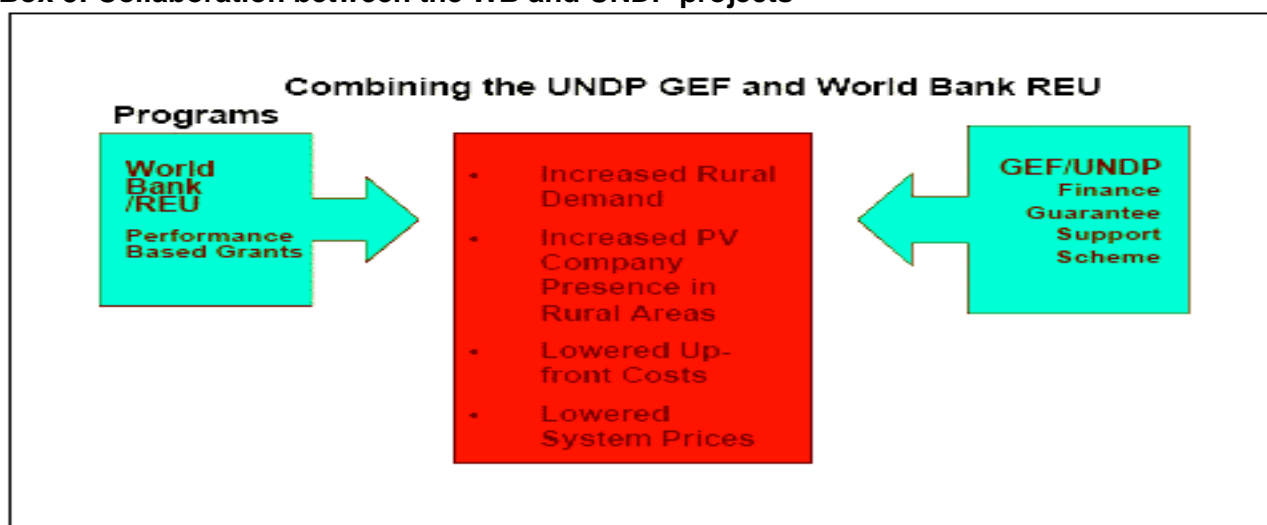 Collaboration between the WB and UNDP projects
Combining the UNDP GEF and World Bank REU
Programs
World
Bank
/REU
Performance
Based Grants
• Increased Rural
Demand
• Increased PV
Company
Presence in
Rural Areas
• Lowered Up-
front Costs
• Lowered
System Prices
GEF/UNDP
Finance
Guarantee
Support
Scheme